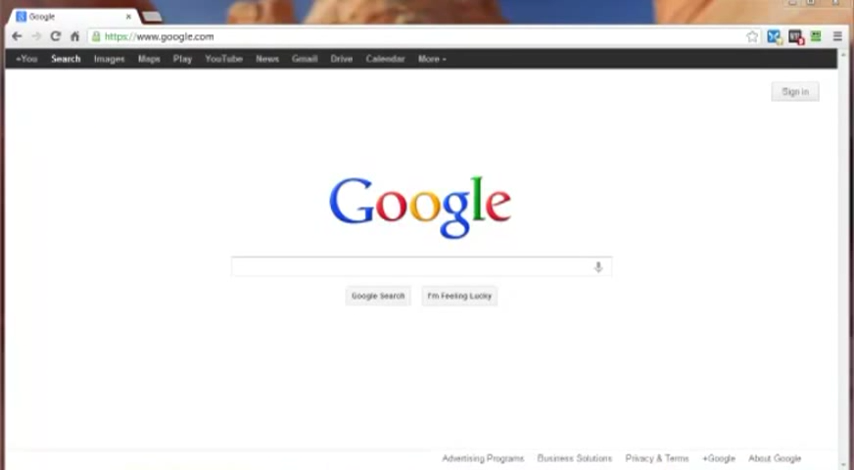 Google
https://www.google.com
+You Search Images Maps Play YouTube News Gmail Drive Calendar More
Sign in
Google
Google Search I'm Feeling Lucky
Advertising Programs Business Solutions Privacy & Terms +Google About Google